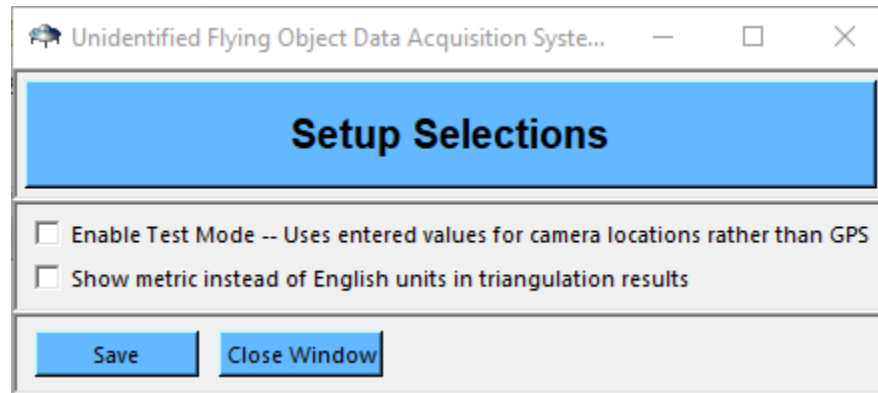 Unidentified Flying Object Data Acquisition Syste...
Setup Selections
Enable Test Mode -- Uses entered values for camera locations rather than GPS
Show metric instead of English units in triangulation results
Save Close Window